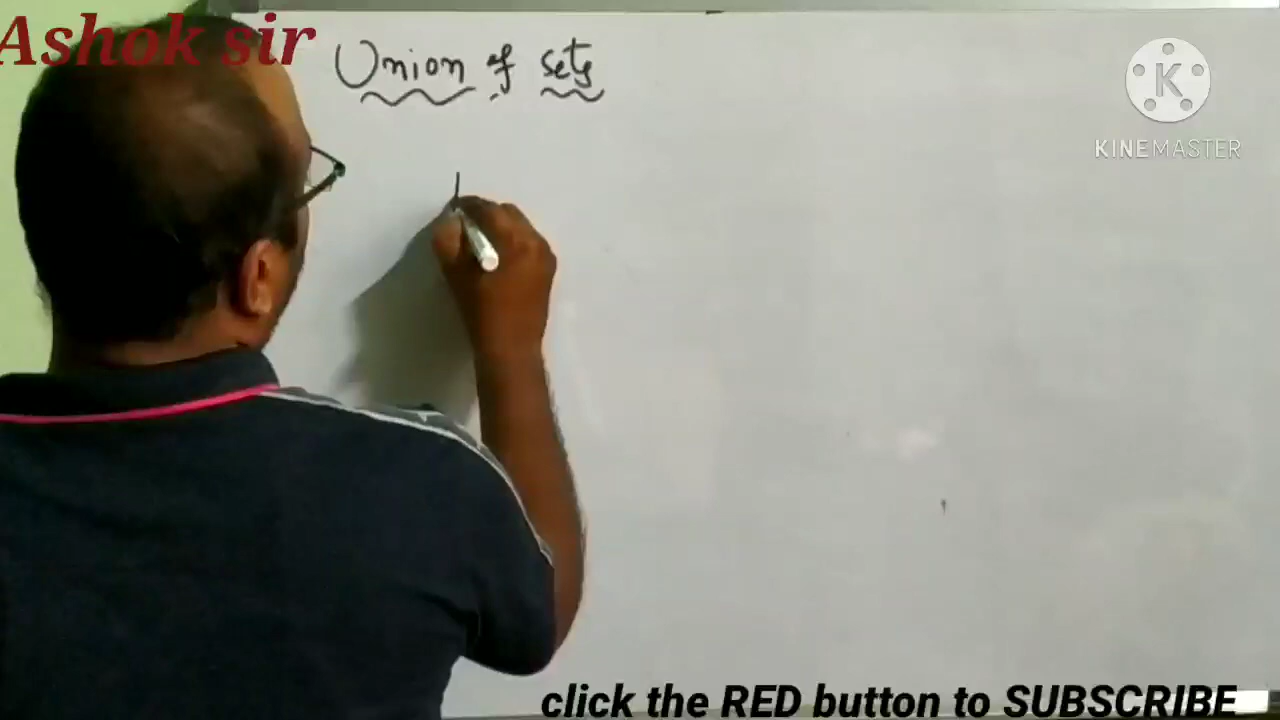 Ashok sir
Union of sets
KINEMASTER
click the RED button to SUBSCRIBE